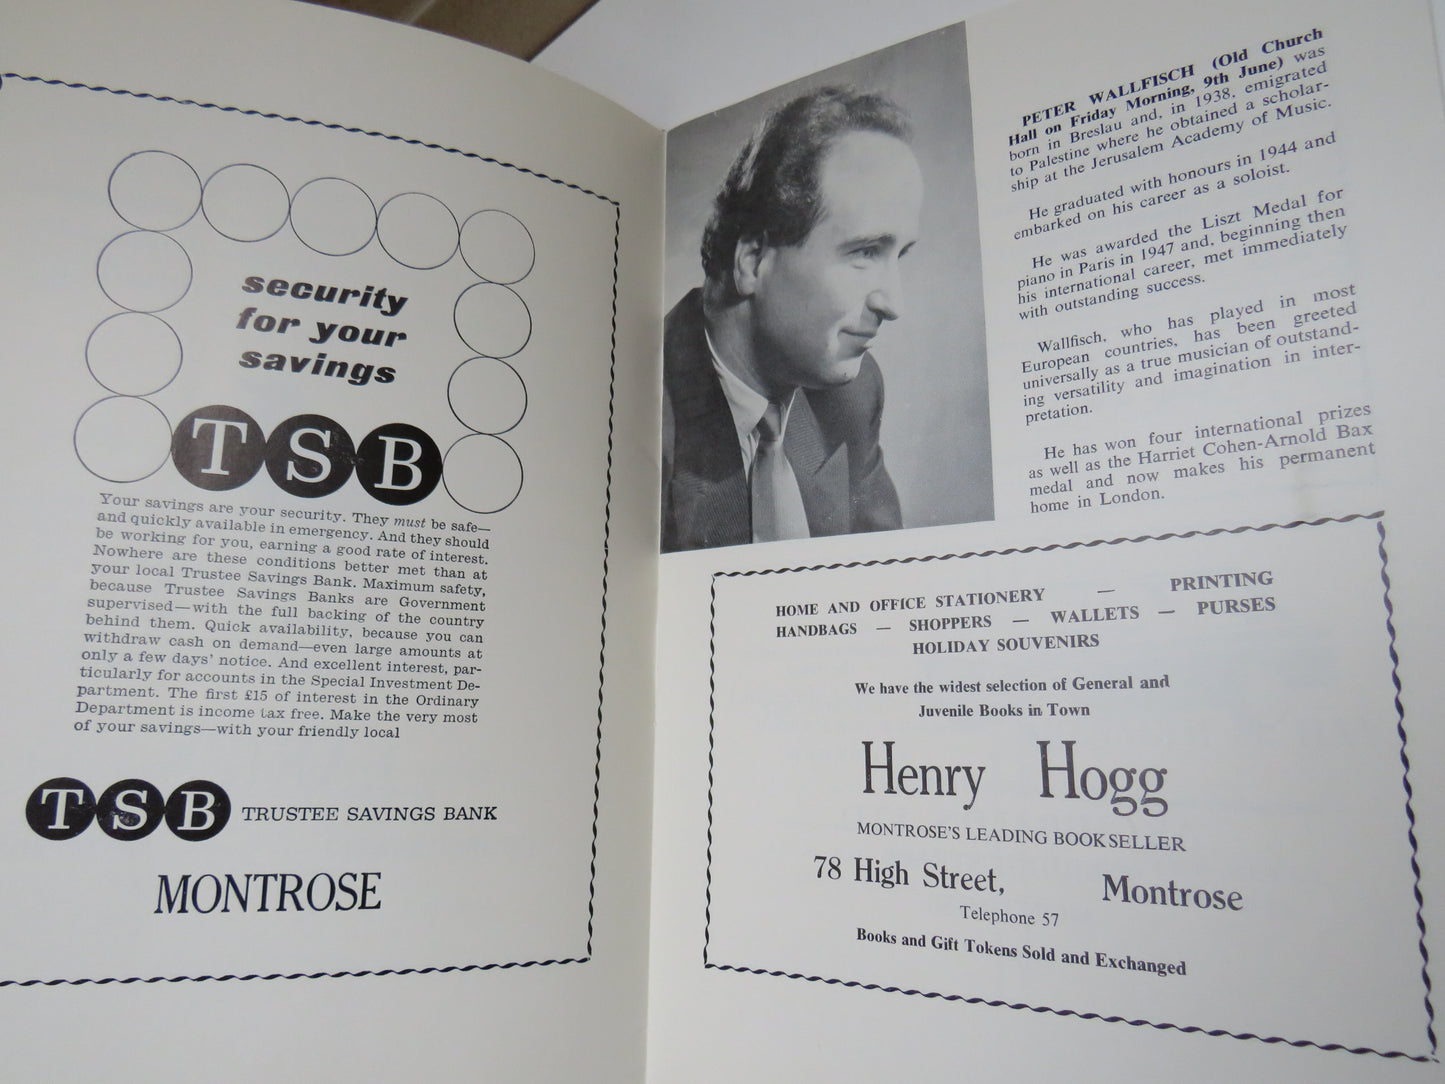 security
for your
savings
TSB
Your savings are your security. They must be safe—
and quickly available in emergency. And they should
be working for you, earning a good rate of interest.
Nowhere are these conditions better met than at
your local Trustee Savings Bank. Maximum safety,
because Trustee Savings Banks are Government
supervised—with the full backing of the country
behind them. Quick availability, because you can
withdraw cash on demand—even large amounts at
only a few days' notice. And excellent interest, par-
ticularly for accounts in the Special Investment De-
partment. The first £15 of interest in the Ordinary
Department is income tax free. Make the very most
of your savings—with your friendly local
TSB TRUSTEE SAVINGS BANK
MONTROSE
PETER WALLFISCH (Old Church
Hall on Friday Morning, 9th June) was
born in Breslau and, in 1938, emigrated
to Palestine where he obtained a scholar-
ship at the Jerusalem Academy of Music.
He graduated with honours in 1944 and
embarked on his career as a soloist.
He was awarded the Liszt Medal for
piano in Paris in 1947 and, beginning then
his international career, met immediately
with outstanding success.
Wallfisch, who has played in most
European countries, has been greeted
universally as a true musician of outstand-
ing versatility and imagination in inter-
pretation.
He has won four international prizes
as well as the Harriet Cohen-Arnold Bax
medal and now makes his permanent
home in London.
HOME AND OFFICE STATIONERY — PRINTING
HANDBAGS — SHOPPERS — WALLETS — PURSES
HOLIDAY SOUVENIRS
We have the widest selection of General and
Juvenile Books in Town
Henry Hogg
MONTROSE'S LEADING BOOKSELLER
78 High Street, Montrose
Telephone 57
Books and Gift Tokens Sold and Exchanged